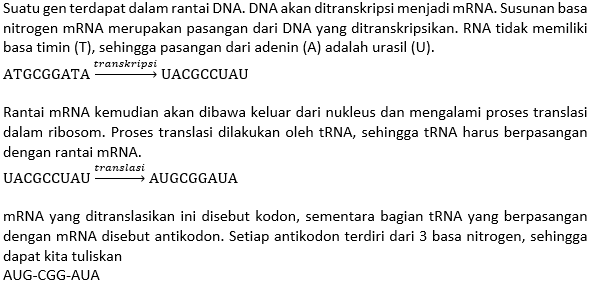 Suatu gen terdapat dalam rantai DNA. DNA akan ditranskripsi menjadi mRNA. Susunan basa
nitrogen mRNA merupakan pasangan dari DNA yang ditranskripsikan. RNA tidak memiliki
basa timin (T), sehingga pasangan dari adenin (A) adalah urasil (U).
transkripsi
ATGCGGATA ⟶ UACGCCUAU
Rantai mRNA kemudian akan dibawa keluar dari nukleus dan mengalami proses translasi
dalam ribosom. Proses translasi dilakukan oleh tRNA, sehingga tRNA harus berpasangan
dengan rantai mRNA.
translasi
UACGCCUAU ⟶ AUGCGGAUA
mRNA yang ditranslasikan ini disebut kodon, sementara bagian tRNA yang berpasangan
dengan mRNA disebut antikodon. Setiap antikodon terdiri dari 3 basa nitrogen, sehingga
dapat kita tuliskan
AUG-CGG-AUA